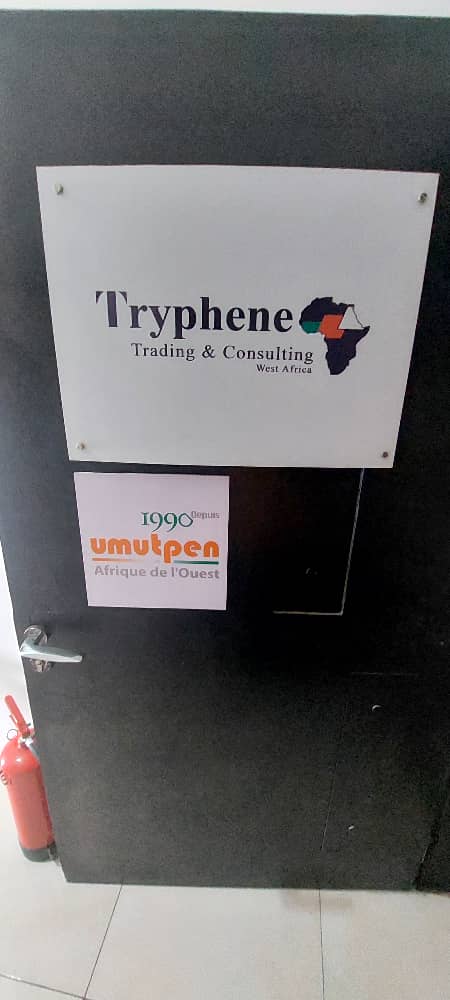 Tryphene
Trading & Consulting
West Africa
1990 Depuis
umutpen
Afrique de l'Ouest